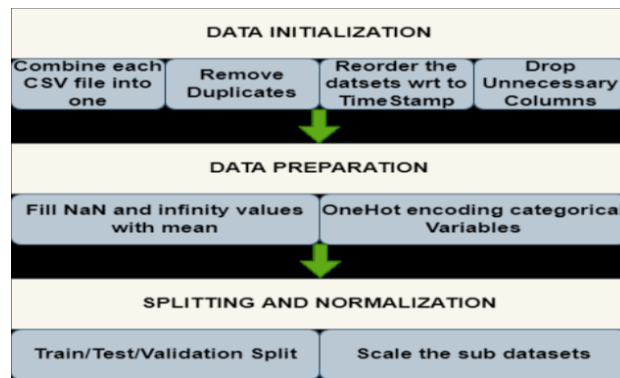 DATA INITIALIZATION
Combine each
CSV file into
one
Remove
Duplicates
Reorder the
datsets wrt to
TimeStamp
Drop
Unnecessary
Columns
DATA PREPARATION
Fill NaN and infinity values
with mean
OneHot encoding categorical
Variables
SPLITTING AND NORMALIZATION
Train/Test/Validation Split
Scale the sub datasets